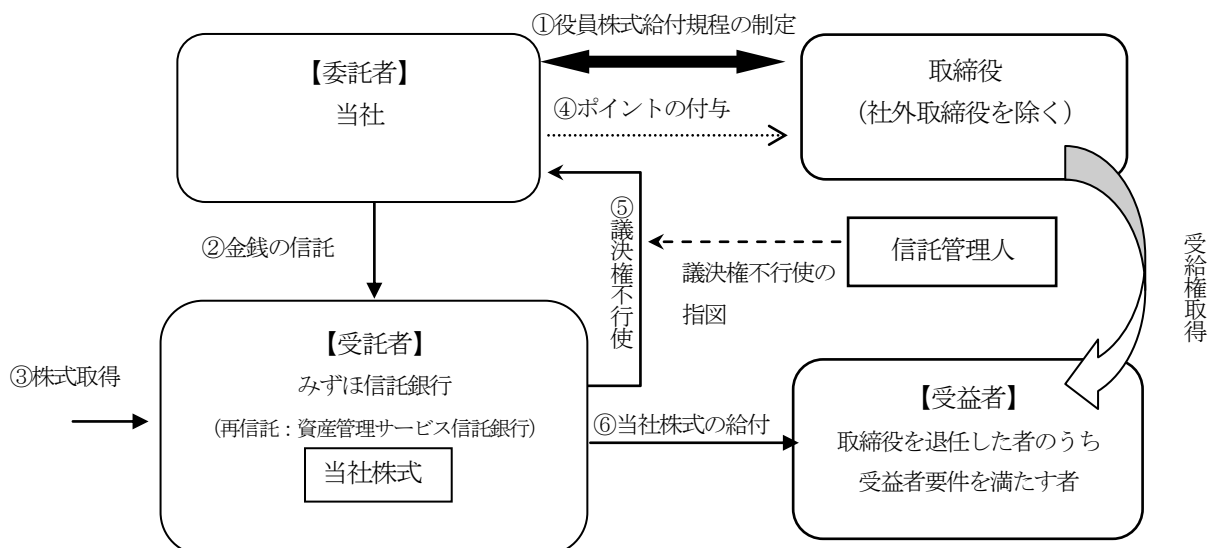 ①役員株式給付規程の制定
【委託者】
当社
取締役
（社外取締役を除く）
④ポイントの付与
⑤議決権不行使
②金銭の信託
信託管理人
議決権不行使の
指図
受給権取得
【受託者】
みずほ信託銀行
（再信託：資産管理サービス信託銀行）
当社株式
③株式取得
⑥当社株式の給付
【受益者】
取締役を退任した者のうち
受益者要件を満たす者